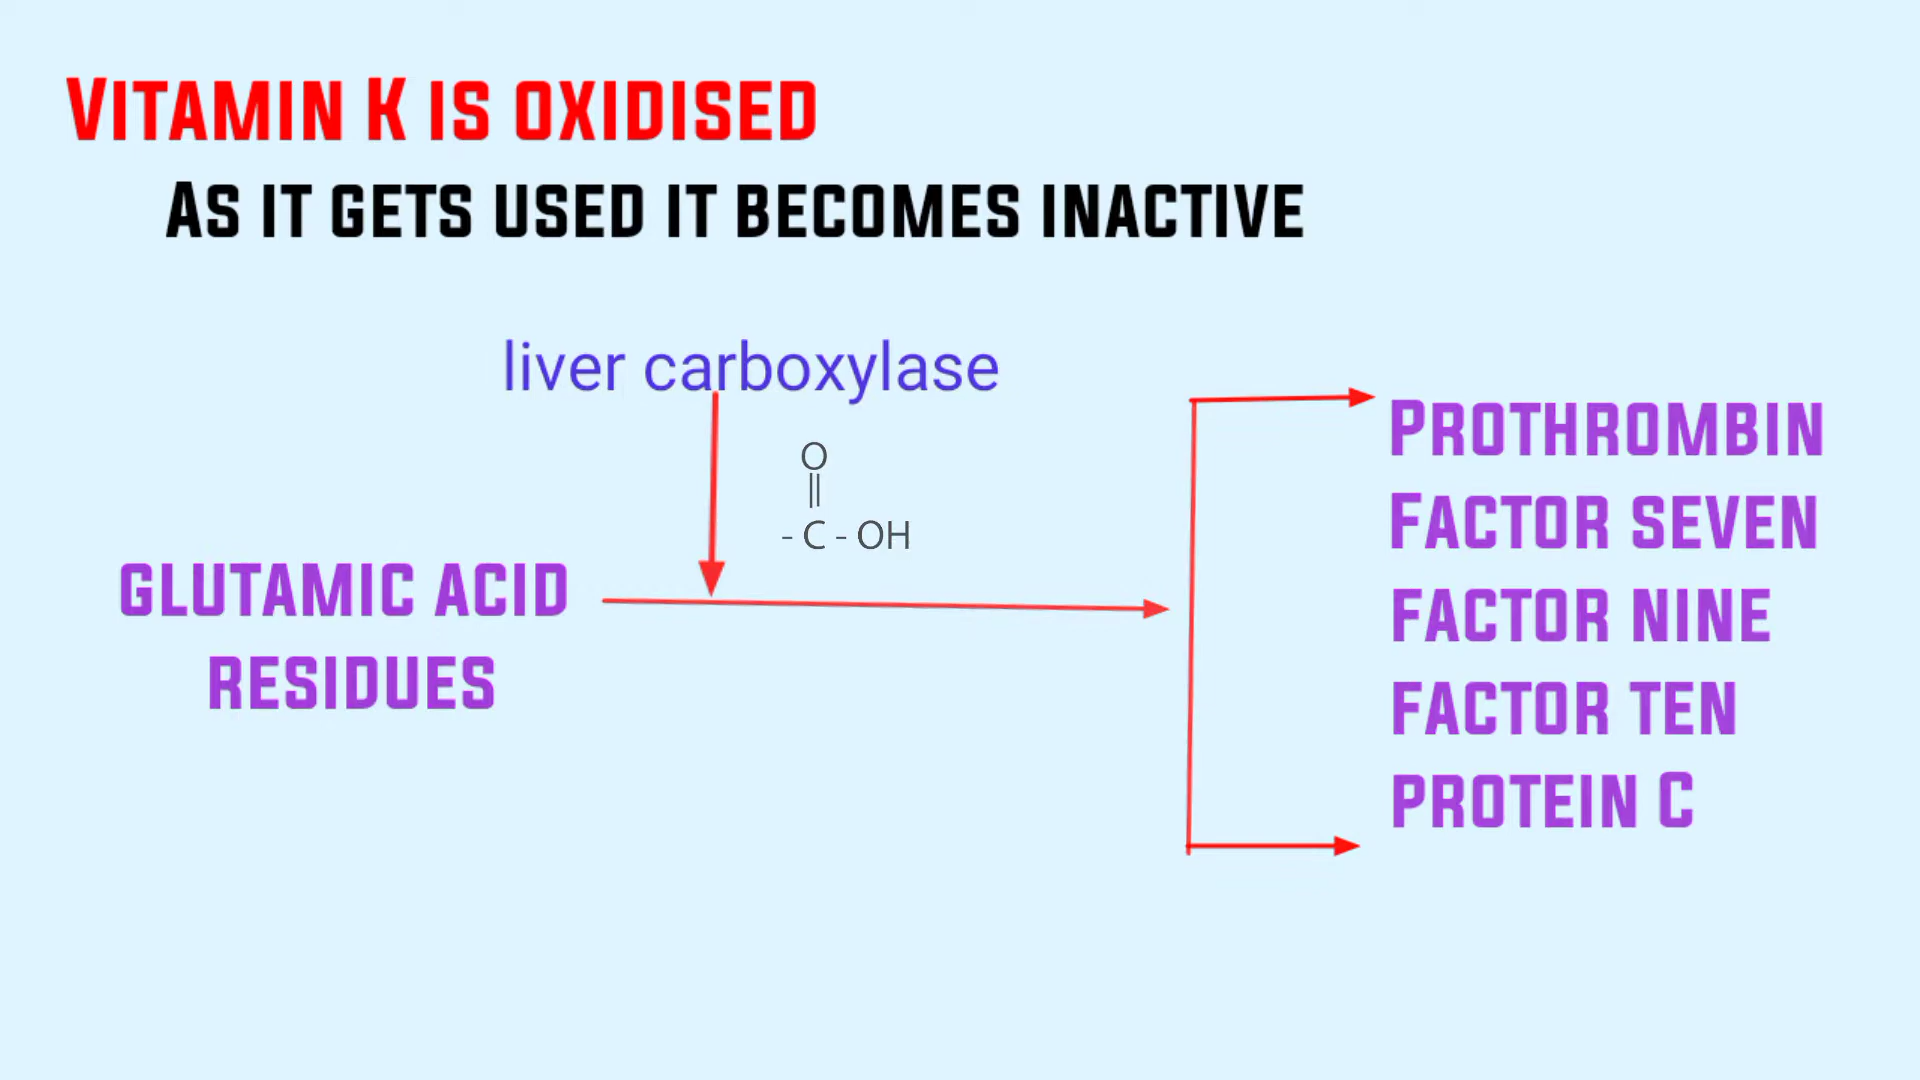 Vitamin K is oxidised
As it gets used it becomes inactive
liver carboxylase
O
||
- C - OH
glutamic acid
residues
Prothrombin
Factor seven
factor nine
factor ten
protein C